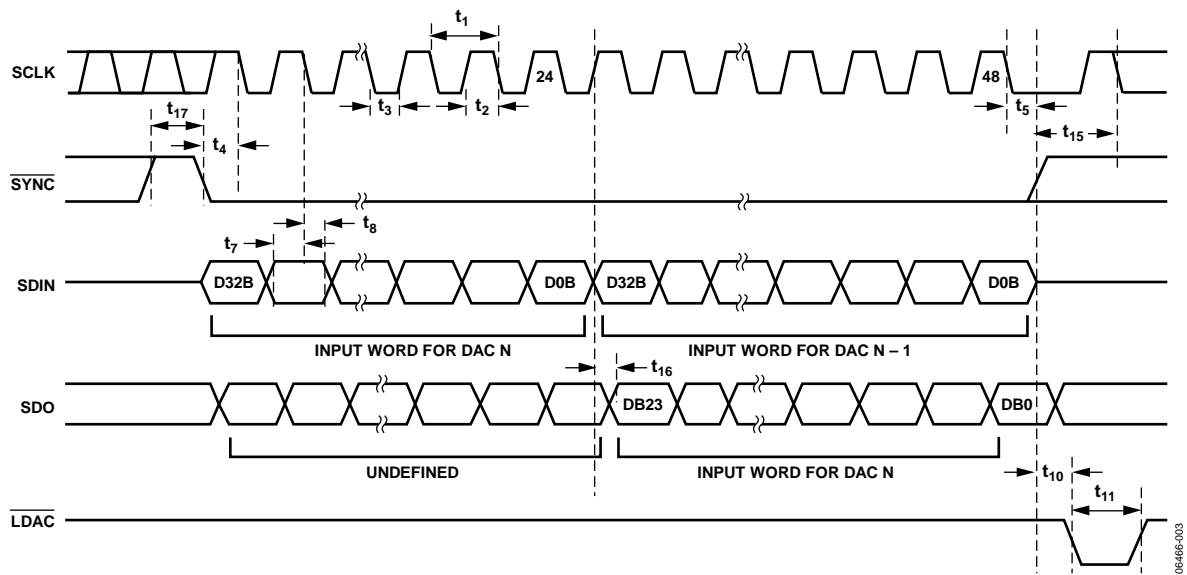 t1
SCLK
24
48
t3
t2
t5
t17
t4
t15
SYNC
t8
t7
SDIN
D32B
D0B
D32B
D0B
INPUT WORD FOR DAC N
INPUT WORD FOR DAC N – 1
t16
SDO
DB23
DB0
UNDEFINED
INPUT WORD FOR DAC N
t10
t11
LDAC
06466-003